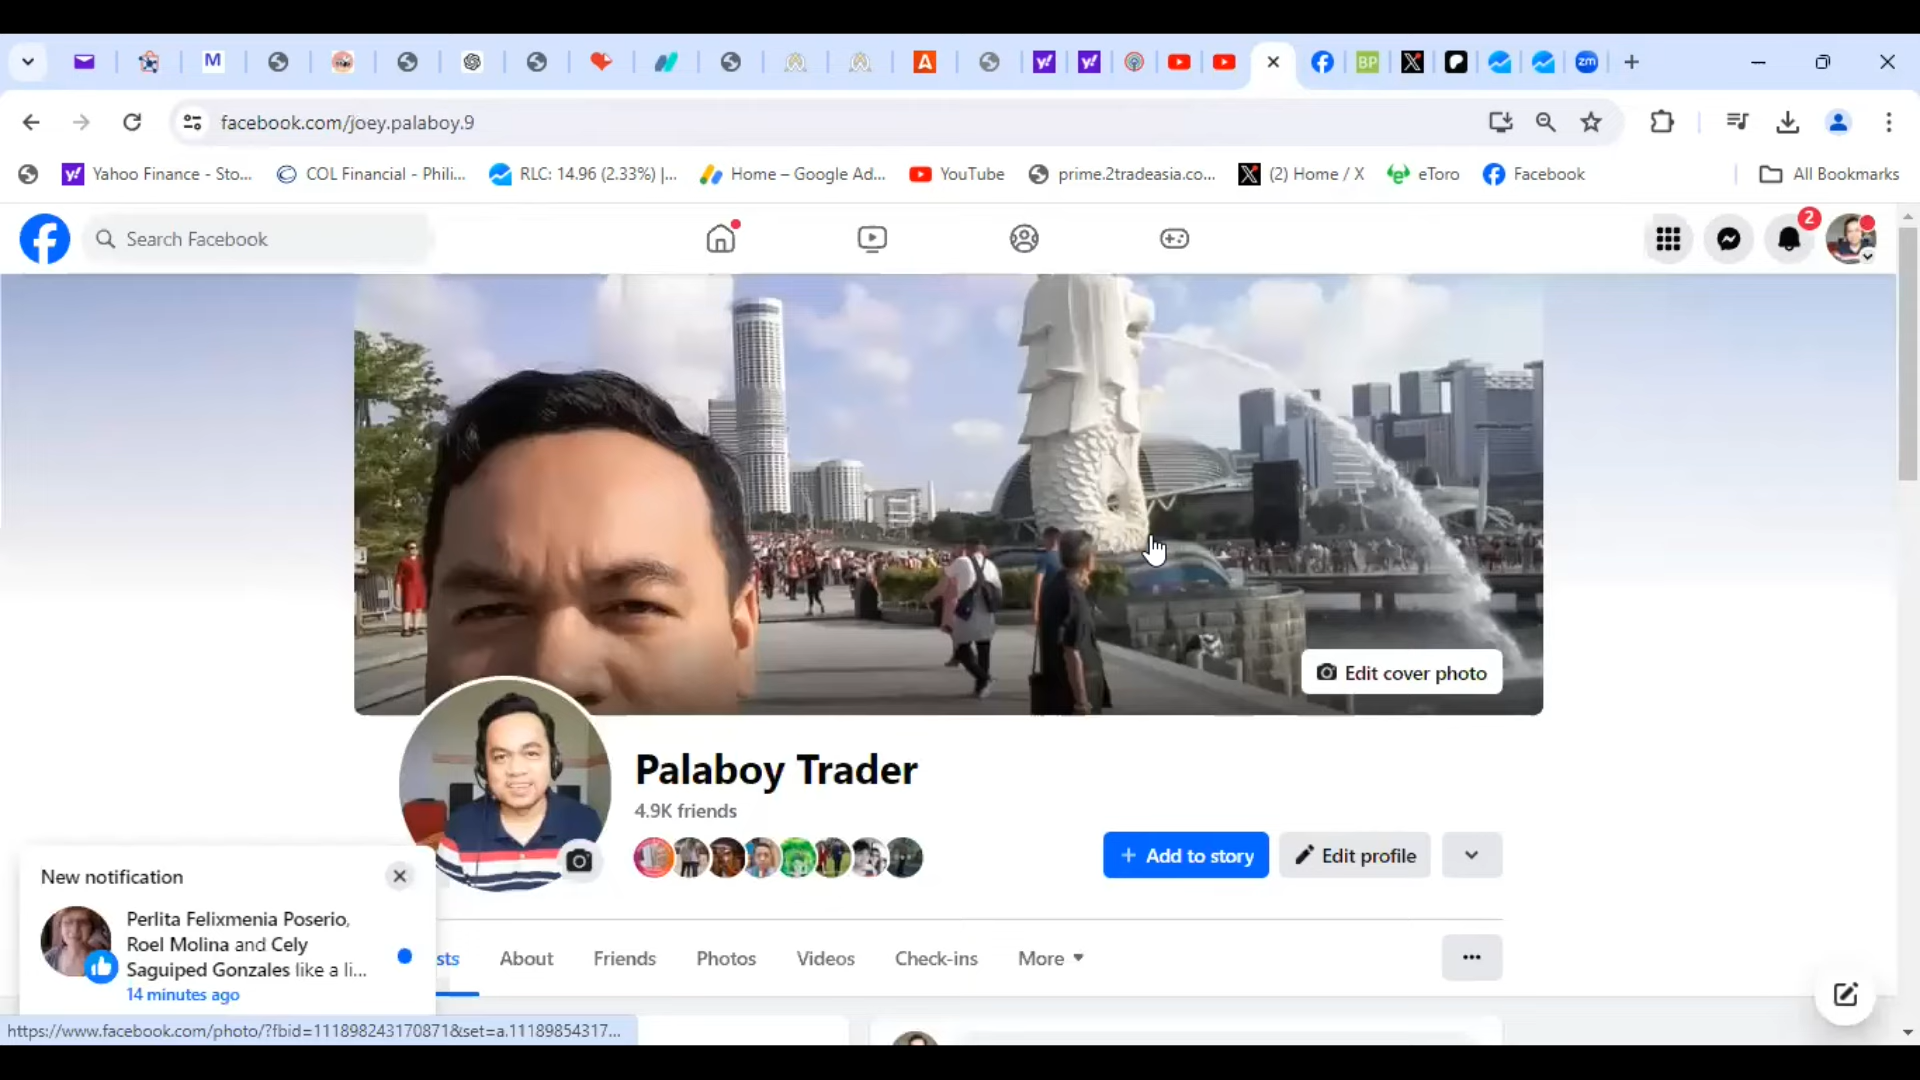 M
A
y!
y!
BP
X
zm
facebook.com/joey.palaboy.9
y! Yahoo Finance - Sto...
COL Financial - Phili...
RLC: 14.96 (2.33%) |...
Home – Google Ad...
YouTube
prime.2tradeasia.co...
X (2) Home / X
eToro
Facebook
All Bookmarks
Search Facebook
2
Edit cover photo
Palaboy Trader
4.9K friends
+ Add to story
Edit profile
New notification
Perlita Felixmenia Poserio,
Roel Molina and Cely
Saguiped Gonzales like a li...
14 minutes ago
sts
About
Friends
Photos
Videos
Check-ins
More
https://www.facebook.com/photo/?fbid=111898243170871&set=a.11189854317...